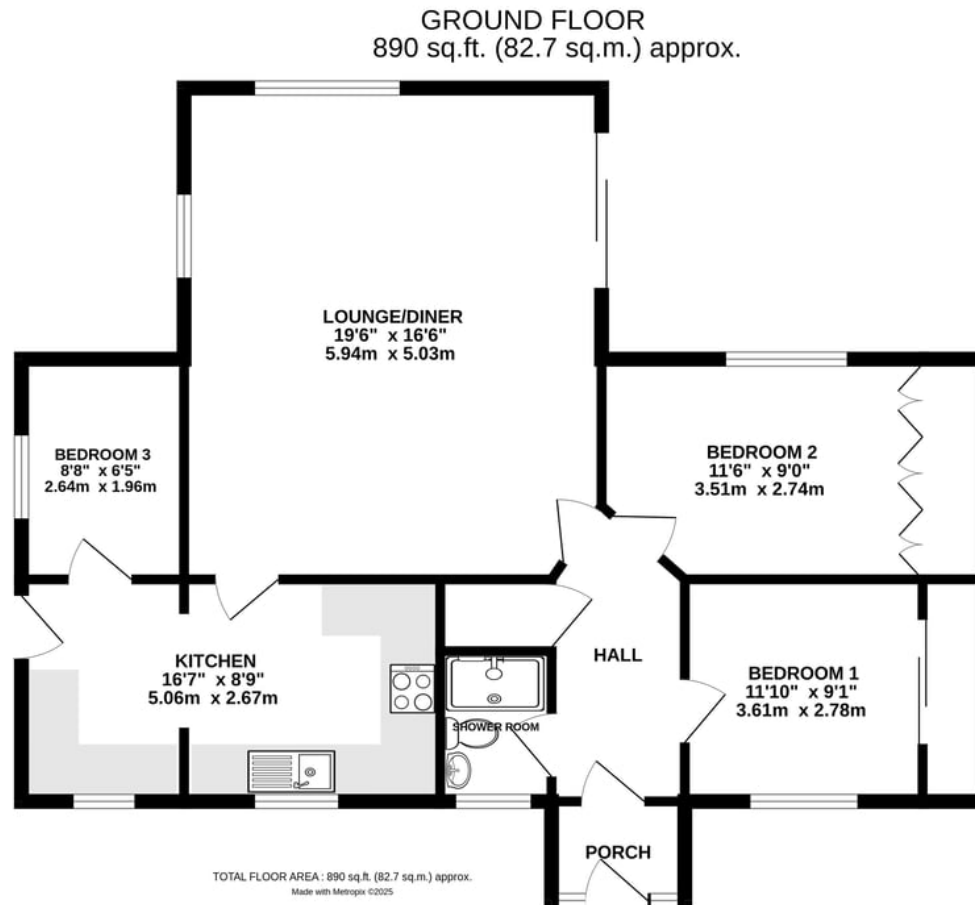 GROUND FLOOR
890 sq.ft. (82.7 sq.m.) approx.
LOUNGE/DINER
19'6" x 16'6"
5.94m x 5.03m
BEDROOM 3
8'8" x 6'5"
2.64m x 1.96m
BEDROOM 2
11'6" x 9'0"
3.51m x 2.74m
KITCHEN
16'7" x 8'9"
5.06m x 2.67m
HALL
BEDROOM 1
11'10" x 9'1"
3.61m x 2.78m
SHOWER ROOM
PORCH
TOTAL FLOOR AREA : 890 sq.ft. (82.7 sq.m.) approx.
Made with Metropix ©2025